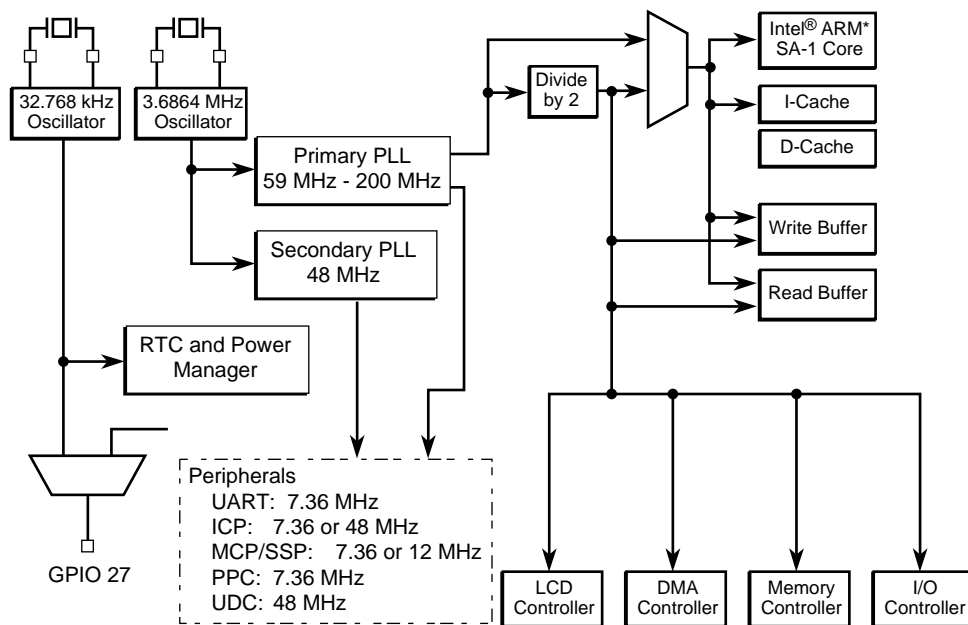 32.768 kHz
Oscillator
3.6864 MHz
Oscillator
Primary PLL
59 MHz - 200 MHz
Secondary PLL
48 MHz
RTC and Power
Manager
GPIO 27
Peripherals
UART: 7.36 MHz
ICP: 7.36 or 48 MHz
MCP/SSP: 7.36 or 12 MHz
PPC: 7.36 MHz
UDC: 48 MHz
Divide
by 2
Intel® ARM*
SA-1 Core
I-Cache
D-Cache
Write Buffer
Read Buffer
LCD
Controller
DMA
Controller
Memory
Controller
I/O
Controller